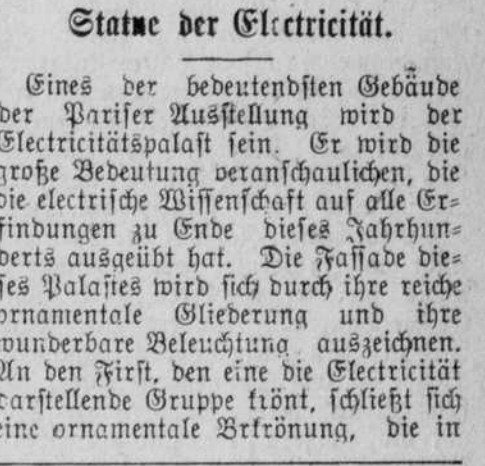 Statue der Electricität.
Eines der bedeutendsten Gebäude
der Pariser Ausstellung wird der
Electricitätspalast sein. Er wird die
große Bedeutung veranschaulichen, die
die electrische Wissenschaft auf alle Er=
findungen zu Ende dieses Jahrhun=
derts ausgeübt hat. Die Fassade die=
ses Palastes wird sich durch ihre reiche
ornamentale Gliederung und ihre
wunderbare Beleuchtung auszeichnen.
An den First, den eine die Electricität
darstellende Gruppe krönt, schließt sich
eine ornamentale Brkrönung, die in